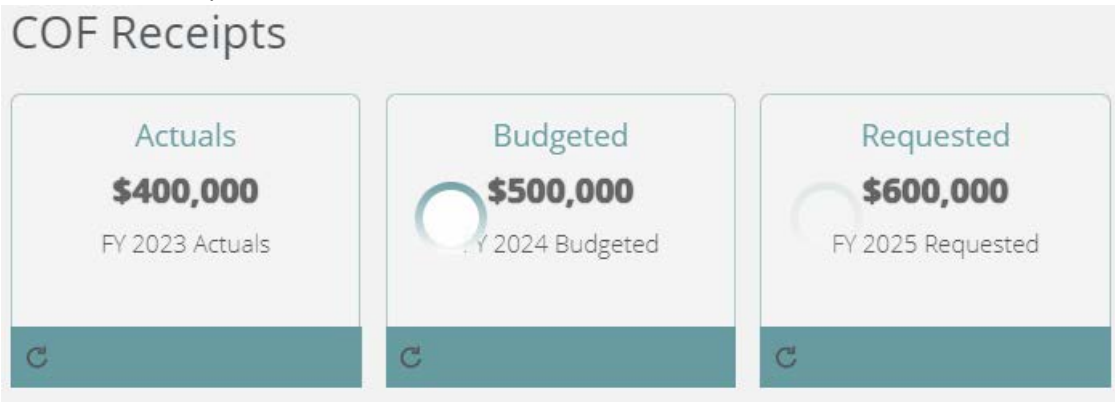 COF Receipts
Actuals
$400,000
FY 2023 Actuals
Budgeted
$500,000
Y 2024 Budgeted
Requested
$600,000
FY 2025 Requested